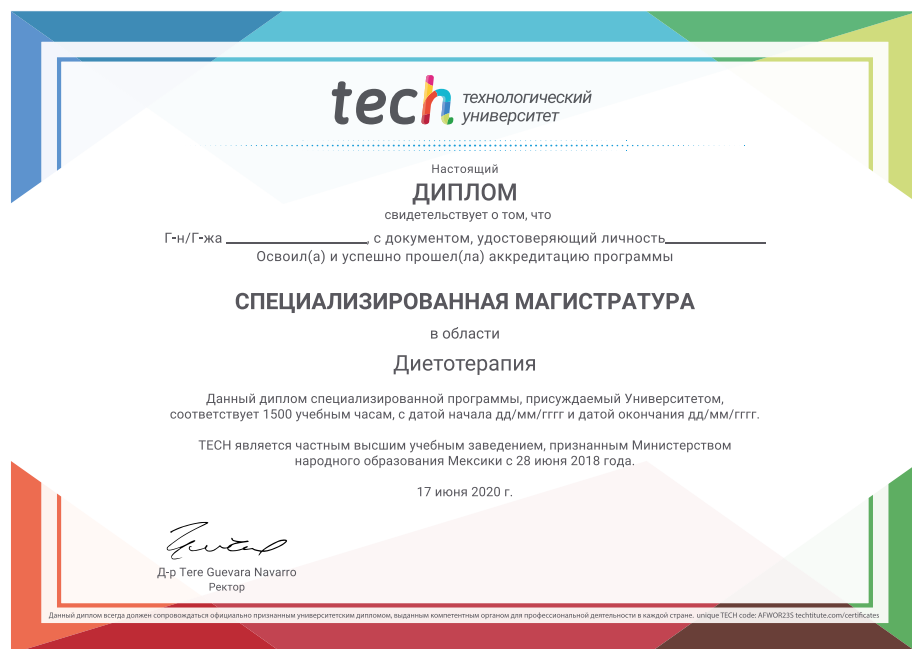 tech технологический
университет
Настоящий
ДИПЛОМ
свидетельствует о том, что
Г-н/Г-жа ____________________, с документом, удостоверяющий личность______________
Освоил(а) и успешно прошел(ла) аккредитацию программы
СПЕЦИАЛИЗИРОВАННАЯ МАГИСТРАТУРА
в области
Диетотерапия
Данный диплом специализированной программы, присуждаемый Университетом,
соответствует 1500 учебным часам, с датой начала дд/мм/гггг и датой окончания дд/мм/гггг.
TECH является частным высшим учебным заведением, признанным Министерством
народного образования Мексики с 28 июня 2018 года.
17 июня 2020 г.
Д-р Tere Guevara Navarro
Ректор
Данный диплом всегда должен сопровождаться официально признанным университетским дипломом, выданным компетентным органом для профессиональной деятельности в каждой стране. unique TECH code: AFWOR23S techtitute.com/certificates